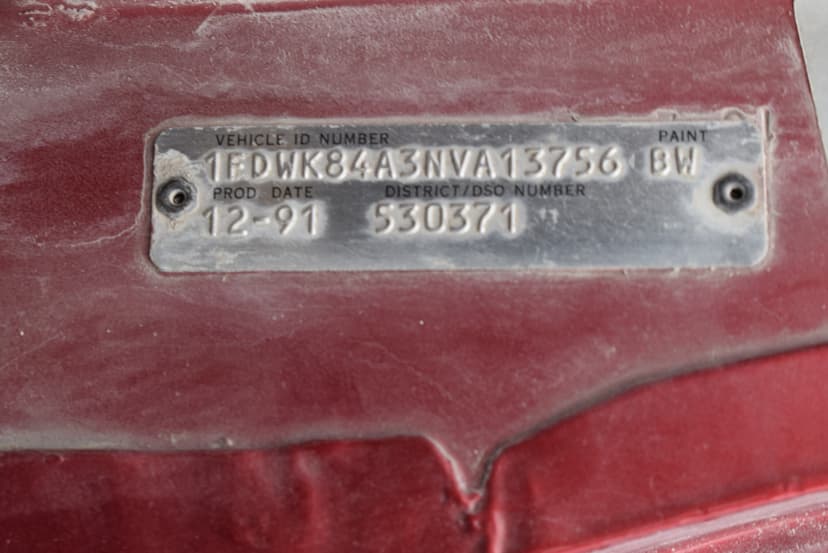 VEHICLE ID NUMBER PAINT
1FDWK84A3NVA13756 BW
PROD DATE DISTRICT/DSO NUMBER
12-91 530371